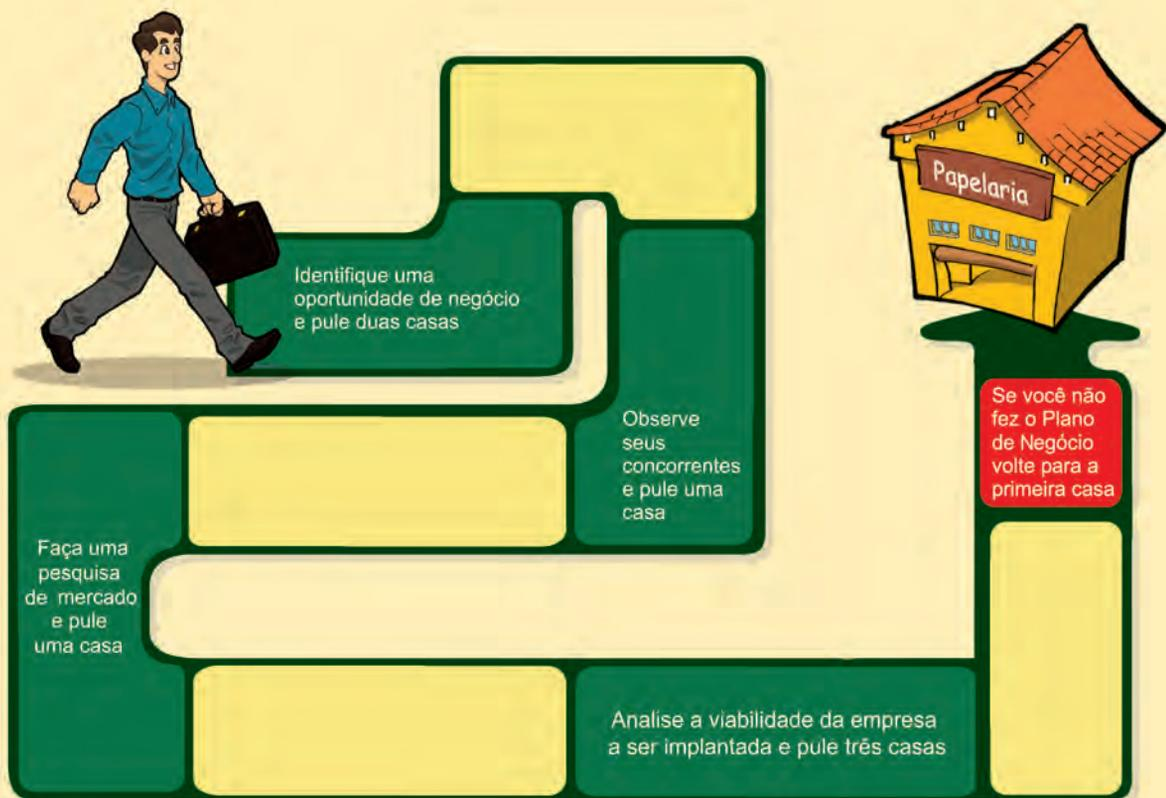 Papelaria
Identifique uma
oportunidade de negócio
e pule duas casas
Observe
seus
concorrentes
e pule uma
casa
Se você não
fez o Plano
de Negócio
volte para a
primeira casa
Faça uma
pesquisa
de mercado
e pule
uma casa
Analise a viabilidade da empresa
a ser implantada e pule três casas